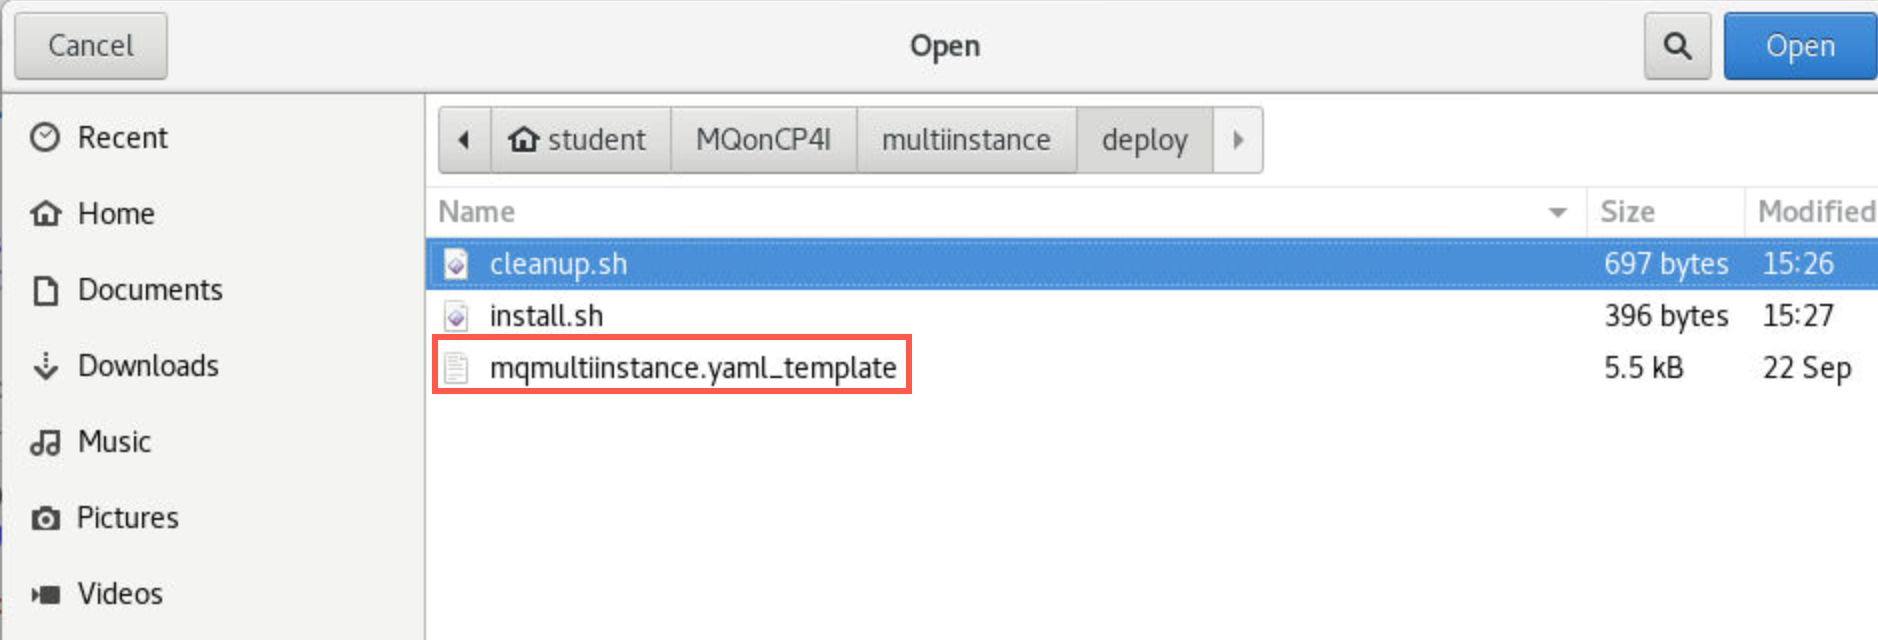 Cancel Open Open
Recent
Home
Documents
Downloads
Music
Pictures
Videos
student MQonCP4I multiinstance deploy
Name Size Modified
cleanup.sh 697 bytes 15:26
install.sh 396 bytes 15:27
mqmultiinstance.yaml_template 5.5 kB 22 Sep